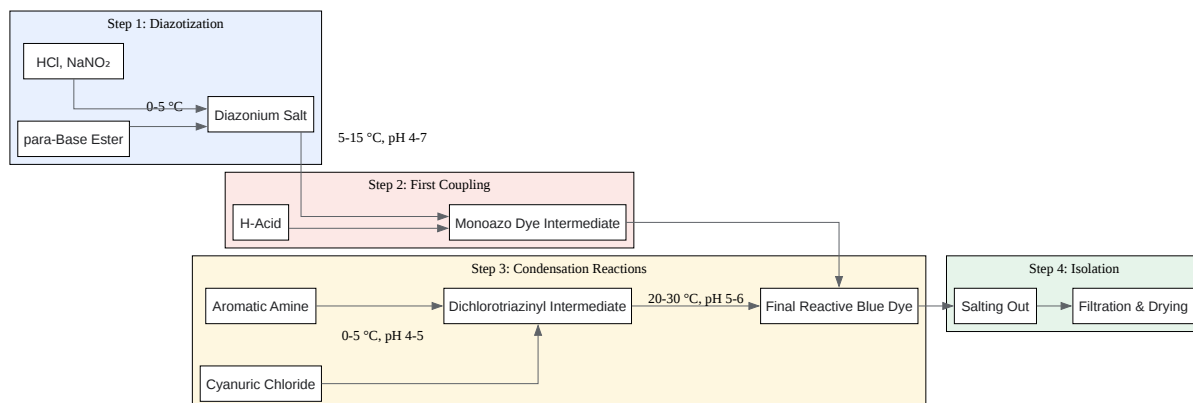 Step 1: Diazotization
HCl, NaNO₂
0-5 °C
Diazonium Salt
para-Base Ester
5-15 °C, pH 4-7
Step 2: First Coupling
H-Acid
Monoazo Dye Intermediate
Step 3: Condensation Reactions
Aromatic Amine
Dichlorotriazinyl Intermediate
20-30 °C, pH 5-6
Final Reactive Blue Dye
0-5 °C, pH 4-5
Cyanuric Chloride
Step 4: Isolation
Salting Out
Filtration & Drying